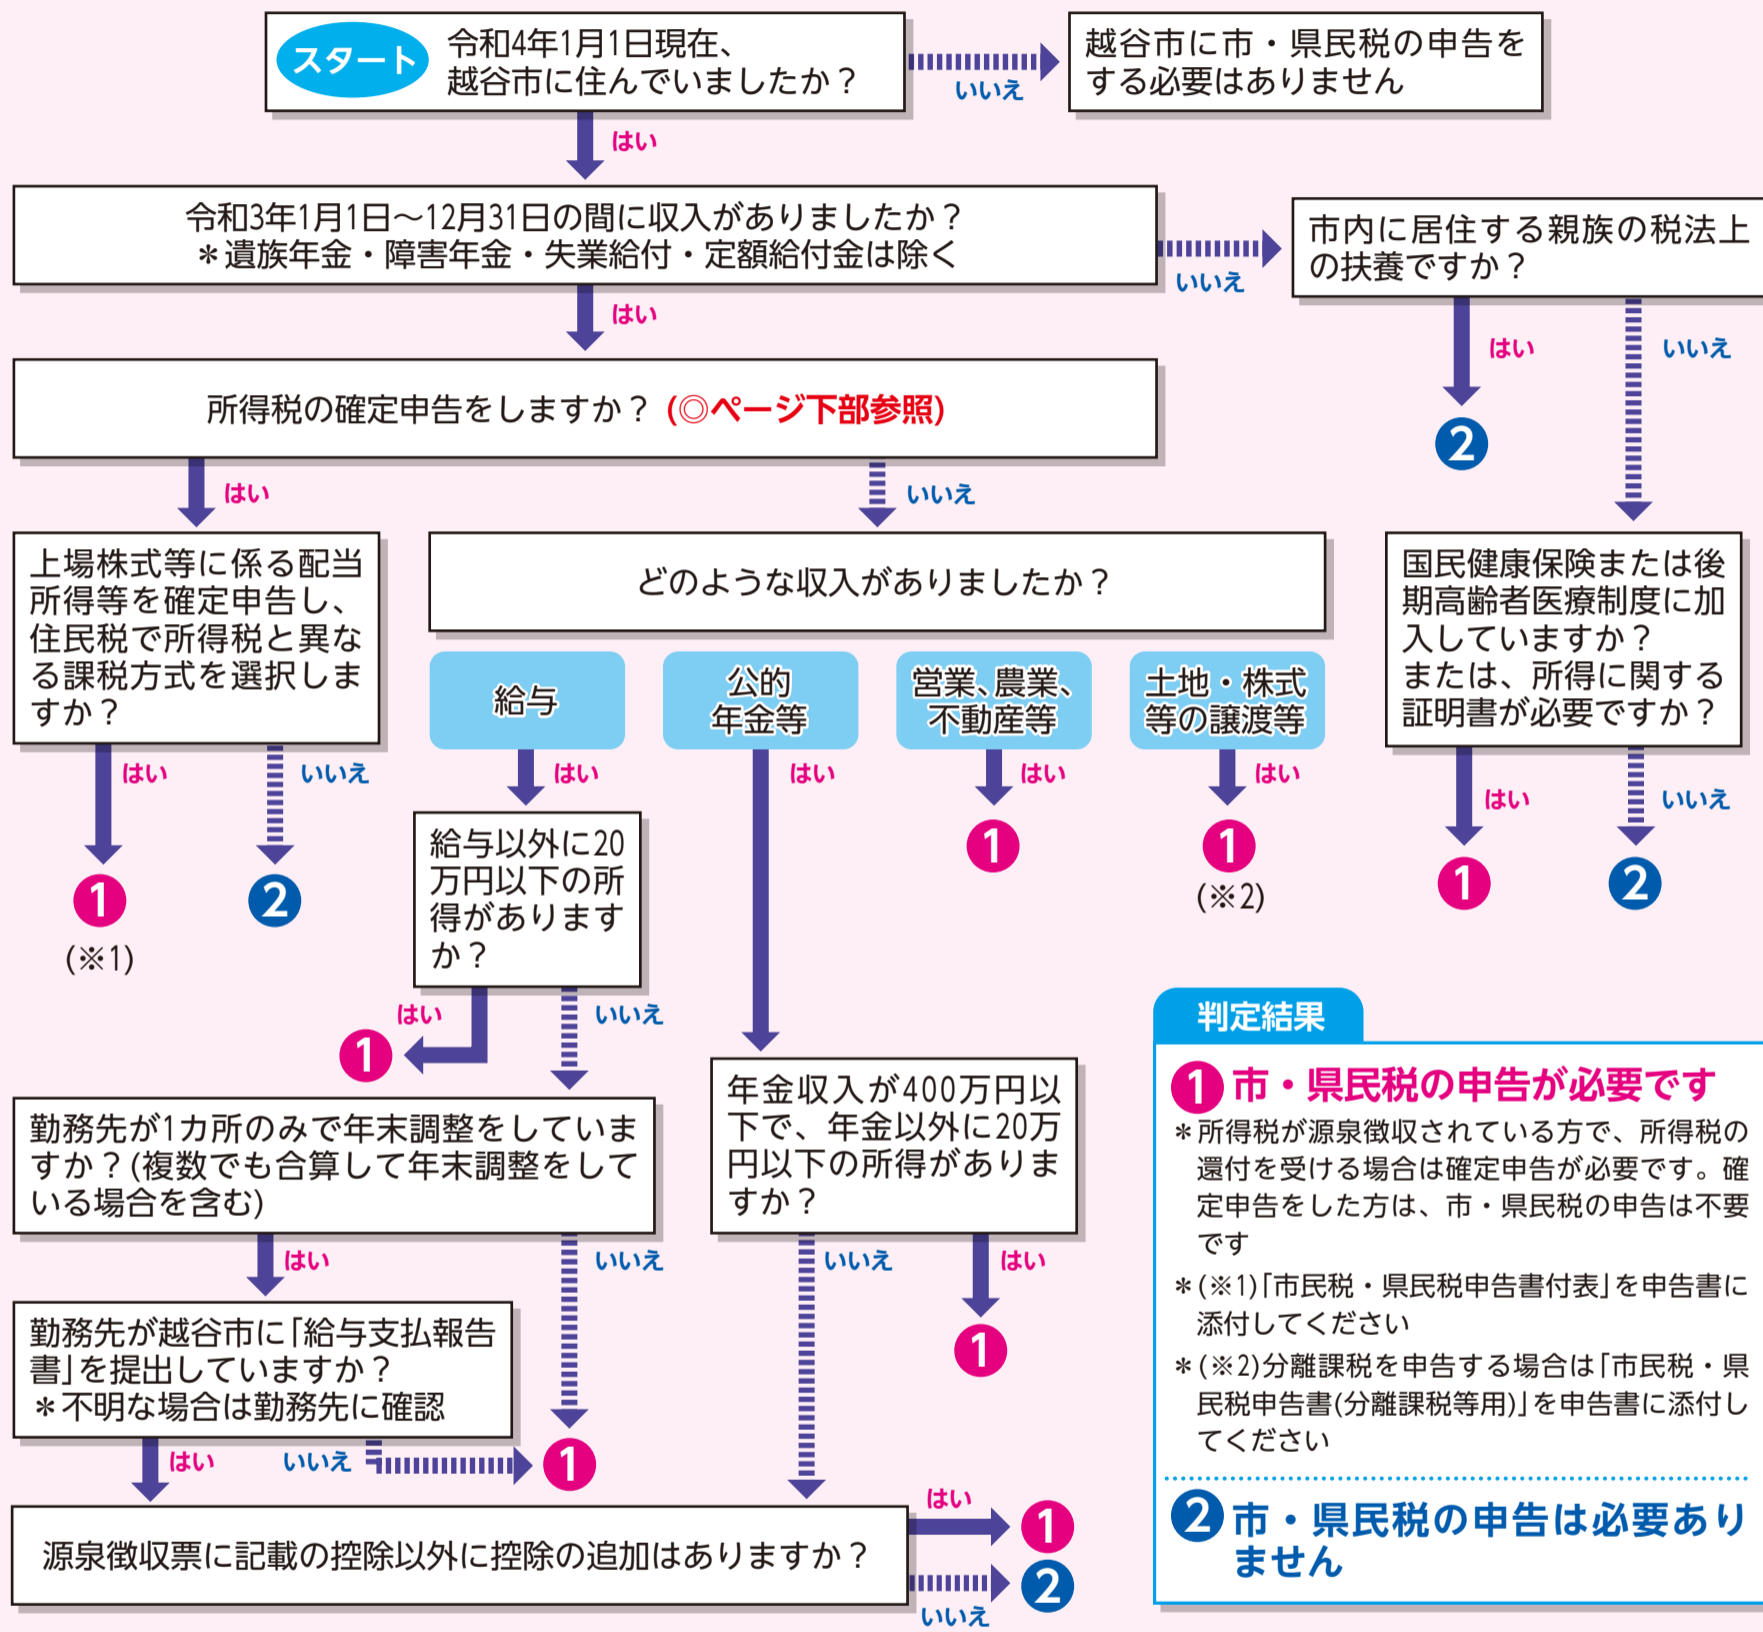 スタート
令和4年1月1日現在、
越谷市に住んでいましたか？
いいえ
越谷市に市・県民税の申告を
する必要はありません
はい
令和3年1月1日～12月31日の間に収入がありましたか？
＊遺族年金・障害年金・失業給付・定額給付金は除く
いいえ
市内に居住する親族の税法上
の扶養ですか？
はい
はい
いいえ
2
所得税の確定申告をしますか？(◎ページ下部参照)
はい
いいえ
上場株式等に係る配当
所得等を確定申告し、
住民税で所得税と異な
る課税方式を選択しま
すか？
どのような収入がありましたか？
国民健康保険または後
期高齢者医療制度に加
入していますか？
または、所得に関する
証明書が必要ですか？
給与
公的
年金等
営業、農業、
不動産等
土地・株式
等の譲渡等
はい
いいえ
はい
はい
はい
はい
はい
いいえ
1
(※1)
2
給与以外に20
万円以下の所
得があります
か？
1
1
(※2)
1
2
はい
いいえ
1
勤務先が1カ所のみで年末調整をしていま
すか？(複数でも合算して年末調整をして
いる場合を含む)
年金収入が400万円以
下で、年金以外に20万
円以下の所得がありま
すか？
はい
いいえ
いいえ
はい
1
勤務先が越谷市に「給与支払報告
書」を提出していますか？
＊不明な場合は勤務先に確認
はい
いいえ
1
源泉徴収票に記載の控除以外に控除の追加はありますか？
はい
1
いいえ
2
判定結果
1 市・県民税の申告が必要です
＊所得税が源泉徴収されている方で、所得税の
還付を受ける場合は確定申告が必要です。確
定申告をした方は、市・県民税の申告は不要
です
＊(※1)「市民税・県民税申告書付表」を申告書に
添付してください
＊(※2)分離課税を申告する場合は「市民税・県
民税申告書(分離課税等用)」を申告書に添付し
てください
2 市・県民税の申告は必要あり
ません